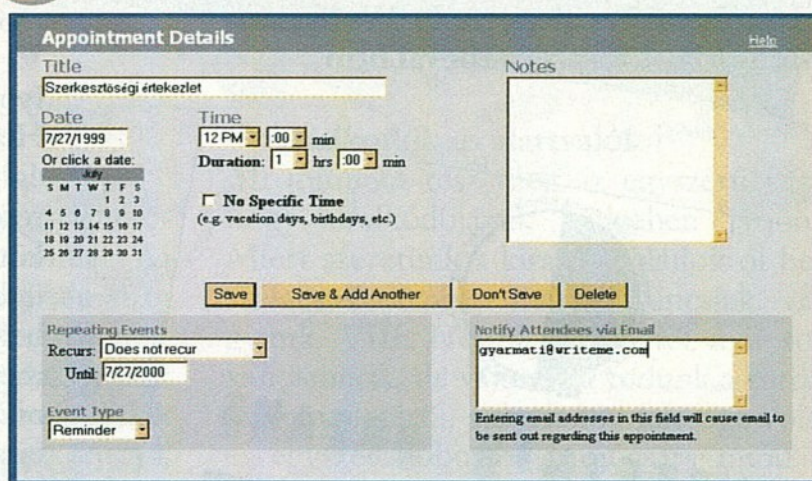 Appointment Details
Help
Title
Szerkesztőségi értekezlet
Date
7/27/1999
Or click a date:
July
S M T W T F S
1 2 3
4 5 6 7 8 9 10
11 12 13 14 15 16 17
18 19 20 21 22 23 24
25 26 27 28 29 30 31
Time
12 PM :00 min
Duration: 1 hrs :00 min
No Specific Time
(e.g. vacation days, birthdays, etc.)
Notes
Save Save & Add Another Don't Save Delete
Repeating Events
Recurs: Does not recur
Until: 7/27/2000
Event Type
Reminder
Notify Attendees via Email
gyarmati@writeme.com
Entering email addresses in this field will cause email to
be sent out regarding this appointment.